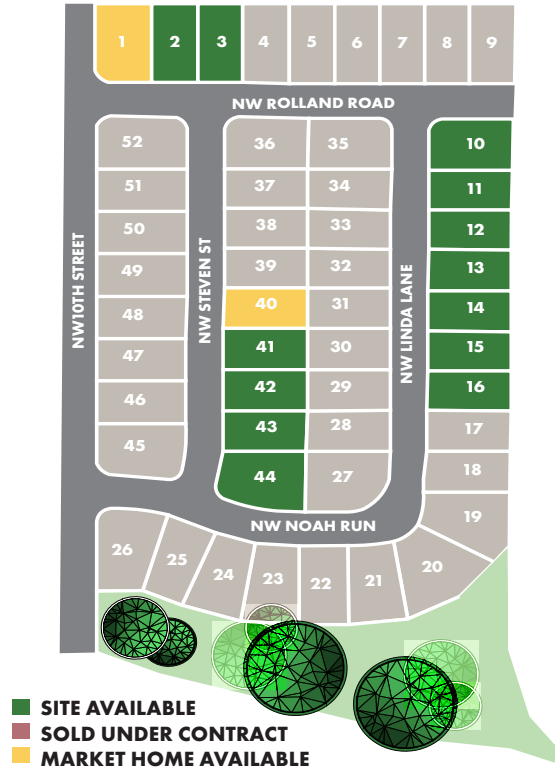 1 2 3 4 5 6 7 8 9
NW ROLLAND ROAD
52 36 35 10
51 37 34 11
50 38 33 12
49 39 32 13
48 40 31 14
47 41 30 15
46 42 29 16
45 43 28 17
44 27 18
19
NW10TH STREET
NW STEVEN ST
NW LINDA LANE
NW NOAH RUN
26 25 24 23 22 21 20
SITE AVAILABLE
SOLD UNDER CONTRACT
MARKET HOME AVAILABLE